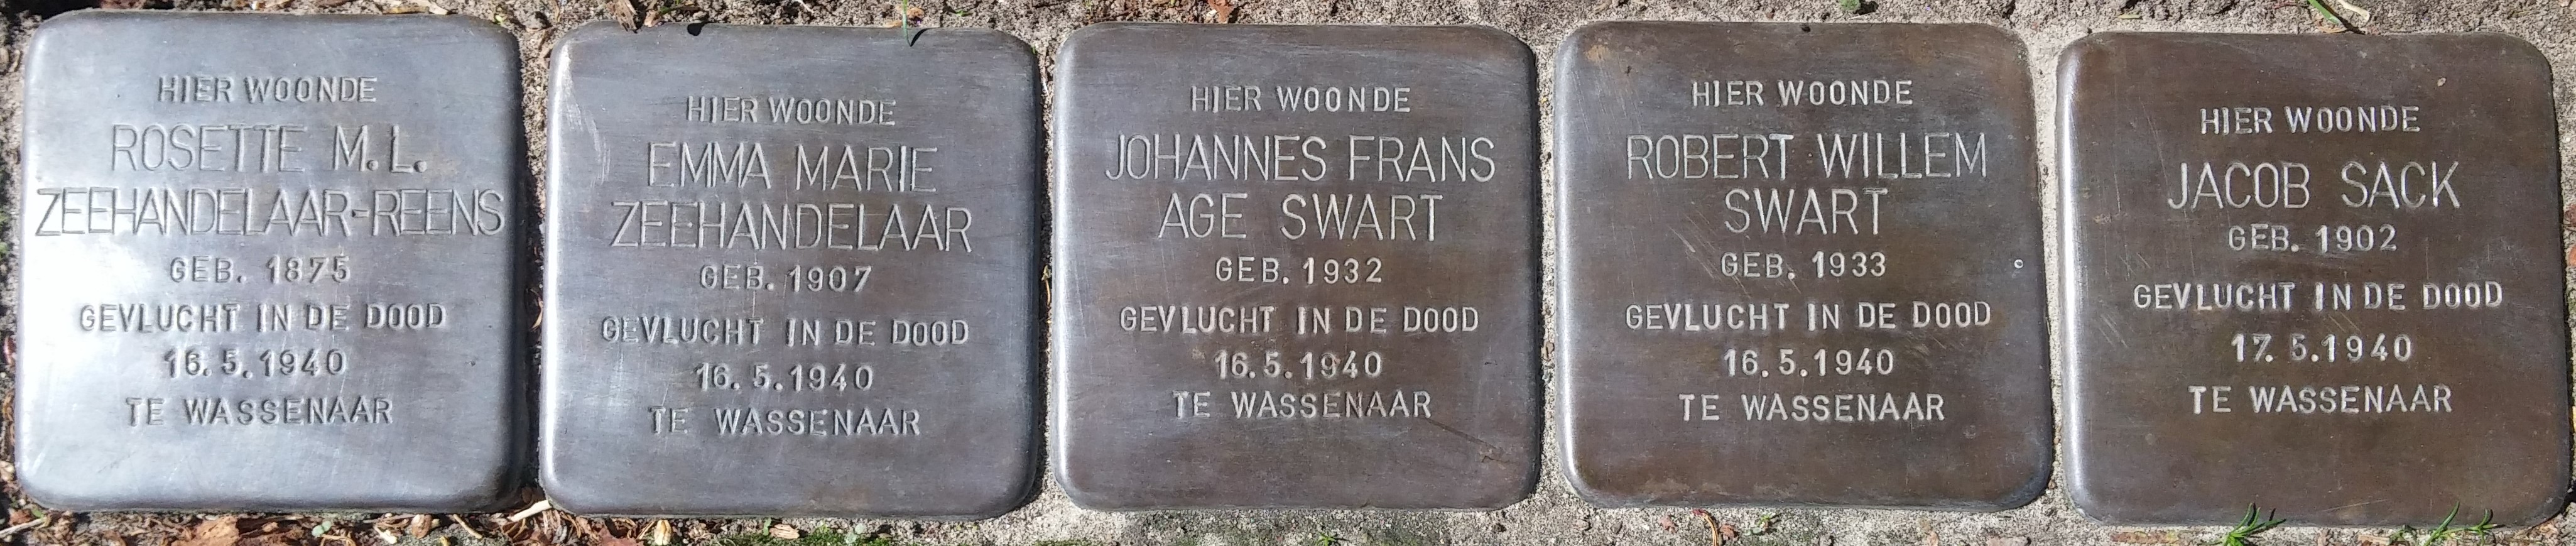 HIER WOONDE
ROSETTE M.L.
ZEEHANDELAAR-REENS
GEB. 1875
GEVLUCHT IN DE DOOD
16.5.1940
TE WASSENAAR
HIER WOONDE
EMMA MARIE
ZEEHANDELAAR
GEB. 1907
GEVLUCHT IN DE DOOD
16.5.1940
TE WASSENAAR
HIER WOONDE
JOHANNES FRANS
AGE SWART
GEB. 1932
GEVLUCHT IN DE DOOD
16.5.1940
TE WASSENAAR
HIER WOONDE
ROBERT WILLEM
SWART
GEB. 1933
GEVLUCHT IN DE DOOD
16.5.1940
TE WASSENAAR
HIER WOONDE
JACOB SACK
GEB. 1902
GEVLUCHT IN DE DOOD
17.5.1940
TE WASSENAAR